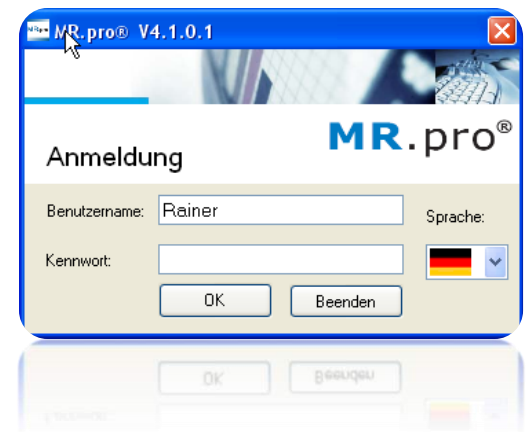 MR.pro® V4.1.0.1
MR.pro®
Anmeldung
Benutzername: Rainer
Sprache:
Kennwort:
OK Beenden